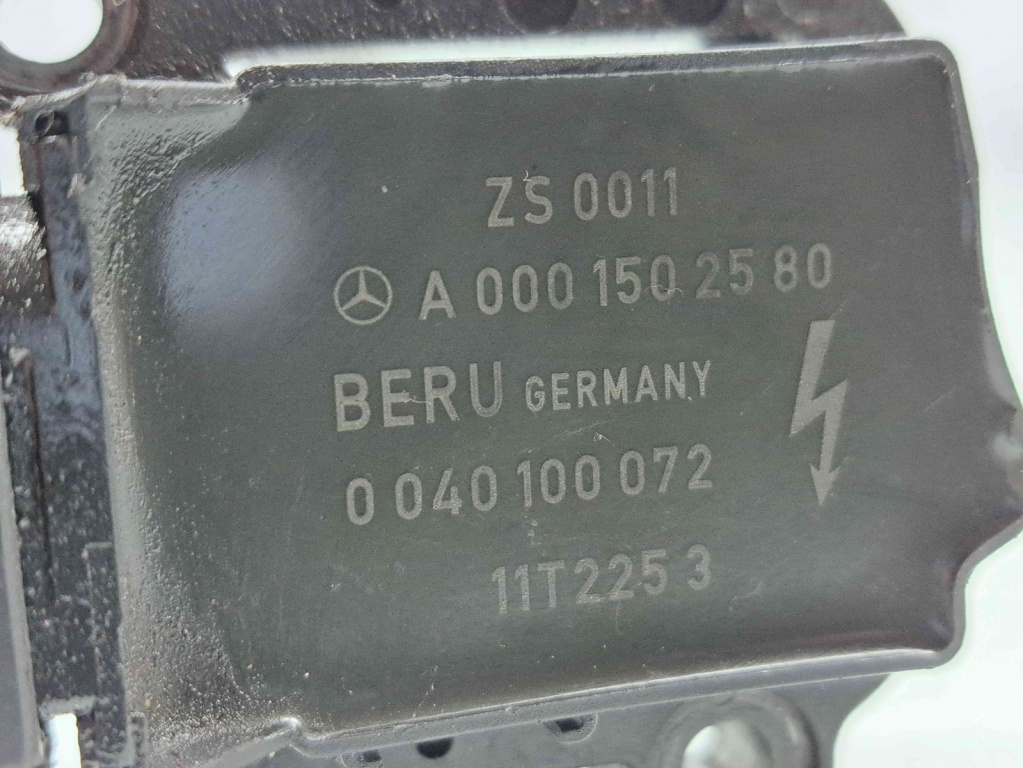 ZS 0011
A 000 150 25 80
BERU GERMANY
0 040 100 072
11T225 3